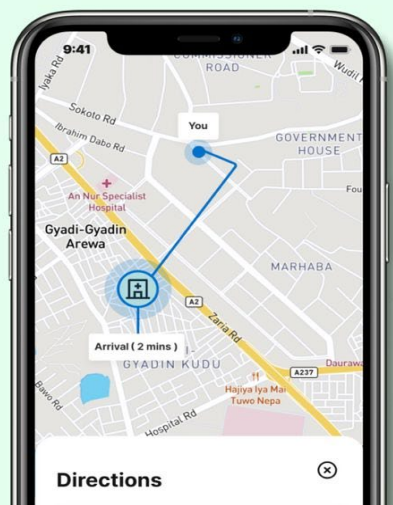 9:41
COMMISSIONER
ROAD
Wudil
Iyaka Rd
Sokoto Rd
You
Ibrahim Dabo Rd
GOVERNMENT
HOUSE
A2
An Nur Specialist
Hospital
Fou
Gyadi-Gyadin
Arewa
MARHABA
A2
Zaria Rd
Arrival ( 2 mins )
GYADIN KUDU
Daurawa
A237
Hajiya Iya Mai
Tuwo Nepa
Bawo Rd
Hospital Rd
Directions